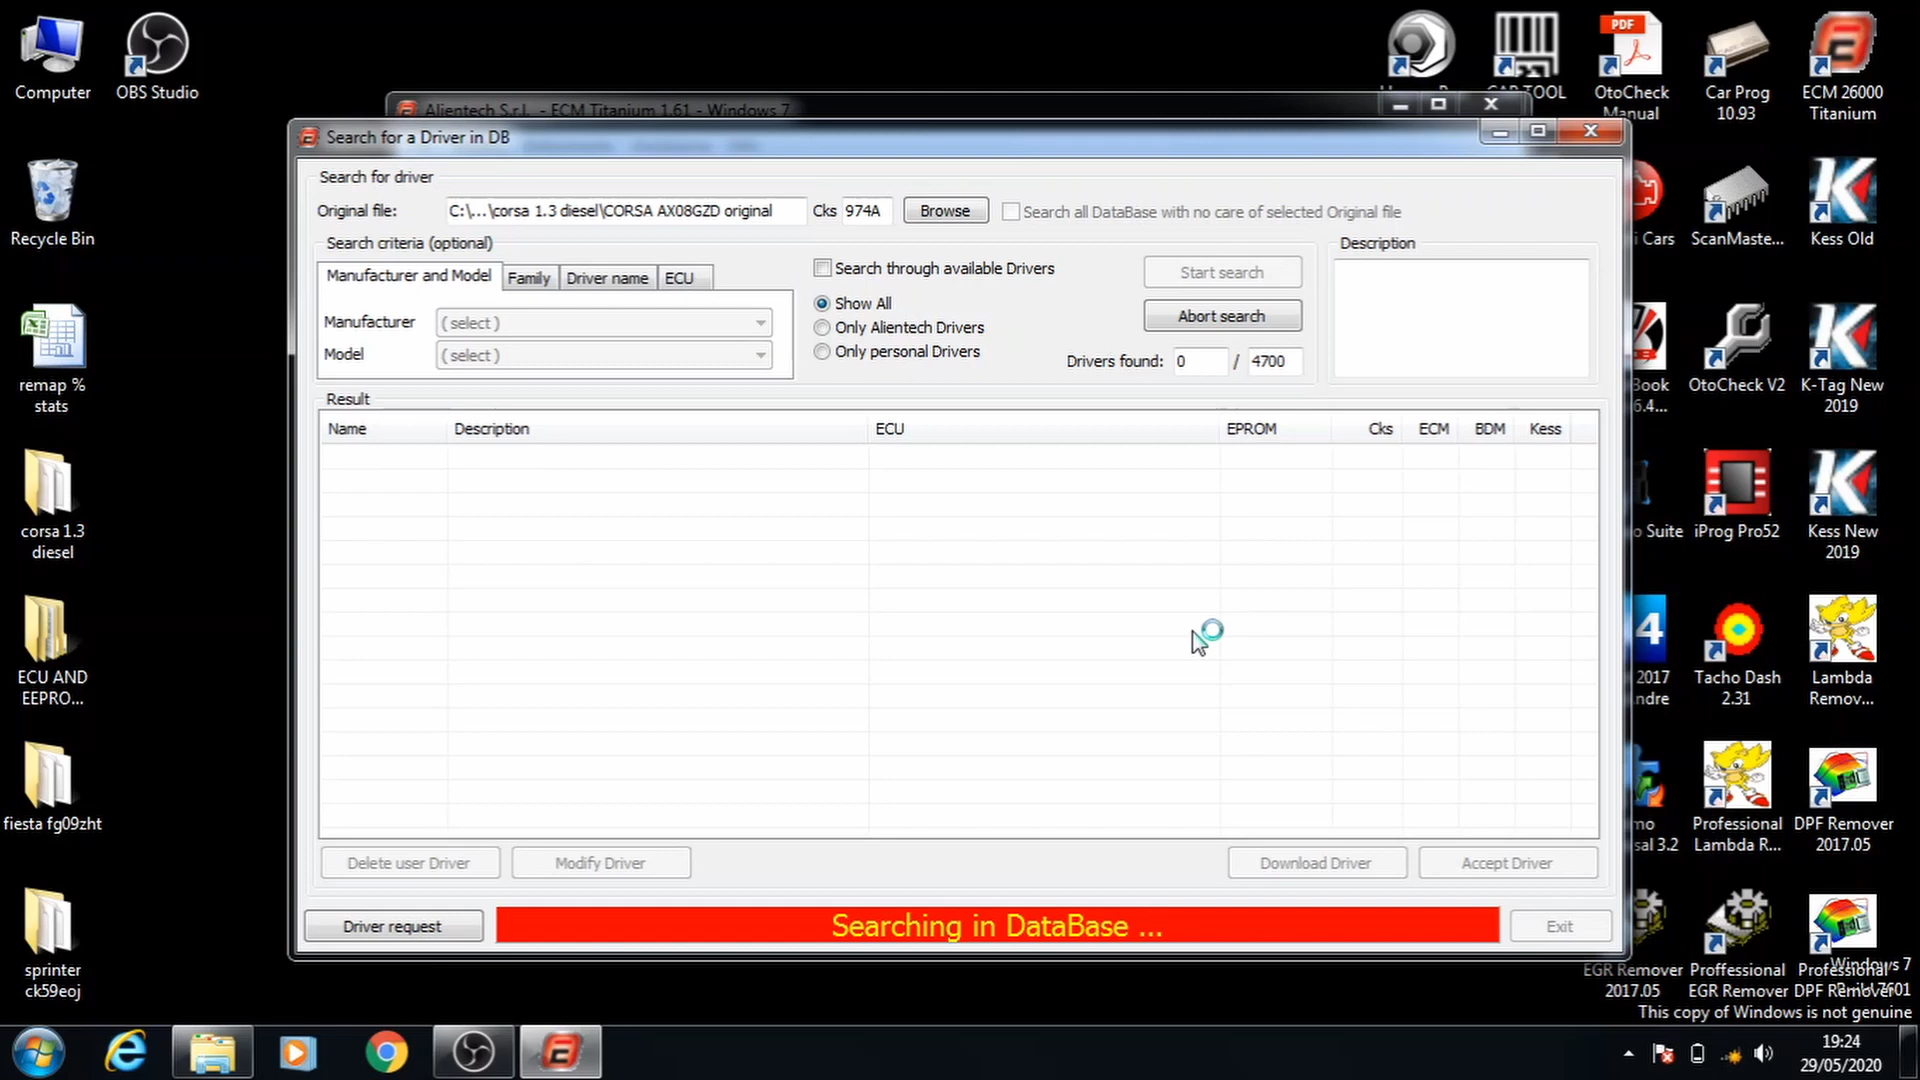 Computer
OBS Studio
Recycle Bin
remap %
stats
corsa 1.3
diesel
ECU AND
EEPRO...
fiesta fg09zht
sprinter
ck59eoj
Alientech S.r.l. - ECM Titanium 1.61 - Windows 7
Search for a Driver in DB
Search for driver
Original file:
C:\...\corsa 1.3 diesel\CORSA AX08GZD original
Cks
974A
Browse
Search all DataBase with no care of selected Original file
Search criteria (optional)
Manufacturer and Model
Family
Driver name
ECU
Manufacturer
( select )
Model
( select )
Search through available Drivers
Show All
Only Alientech Drivers
Only personal Drivers
Start search
Abort search
Drivers found:
0
/
4700
Description
Result
Name
Description
ECU
EPROM
Cks
ECM
BDM
Kess
Delete user Driver
Modify Driver
Download Driver
Accept Driver
Driver request
Searching in DataBase ...
Exit
TOOL
PDF
OtoCheck
Manual
Car Prog
10.93
ECM 26000
Titanium
i Cars
ScanMaste...
Kess Old
Book
6.4...
OtoCheck V2
K-Tag New
2019
o Suite
iProg Pro52
Kess New
2019
4
2017
ndre
Tacho Dash
2.31
Lambda
Remov...
mo
sal 3.2
Professional
Lambda R...
DPF Remover
2017.05
EGR Remover
2017.05
Proffessional
EGR Remover
Professional
DPF Remover
Windows 7
This copy of Windows is not genuine
19:24
29/05/2020